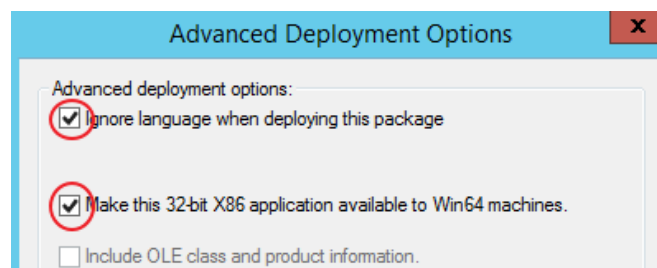 Advanced Deployment Options
x
Advanced deployment options:
Ignore language when deploying this package
Make this 32-bit X86 application available to Win64 machines.
Include OLE class and product information.